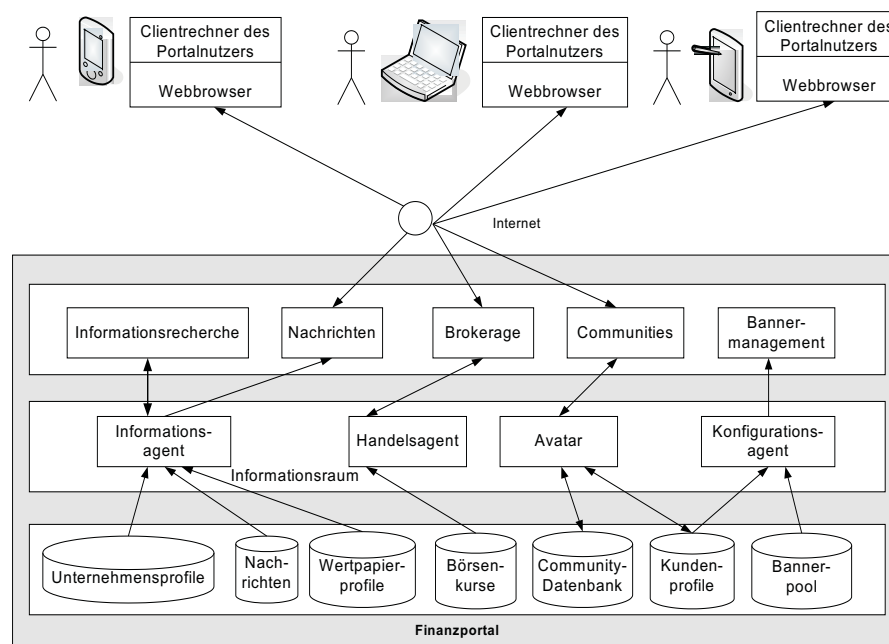 Clientrechner des
Portalnutzers
Webbrowser
Clientrechner des
Portalnutzers
Webbrowser
Clientrechner des
Portalnutzers
Webbrowser
Internet
Informationsrecherche
Nachrichten
Brokerage
Communities
Banner-
management
Informations-
agent
Handelsagent
Avatar
Konfigurations-
agent
Informationsraum
Unternehmensprofile
Nach-
richten
Wertpapier-
profile
Börsen-
kurse
Community-
Datenbank
Kunden-
profile
Banner-
pool
Finanzportal